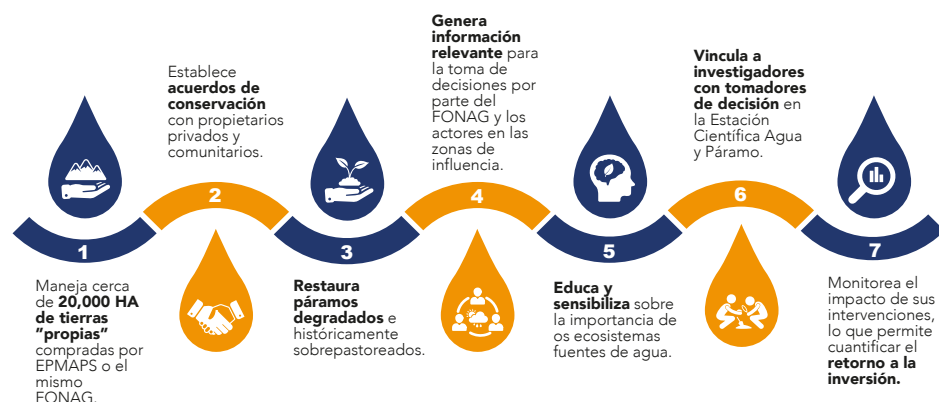 1
Maneja cerca
de 20,000 HA
de tierras
"propias"
compradas por
EPMAPS o el
mismo
FONAG.
Establece
acuerdos de
conservación
con propietarios
privados y
comunitarios.
2
3
Restaura
páramos
degradados e
históricamente
sobrepastoreados.
Genera
información
relevante para
la toma de
decisiones por
parte del
FONAG y los
actores en las
zonas de
influencia.
4
5
Educa y
sensibiliza sobre
la importancia de
os ecosistemas
fuentes de agua.
Vincula a
investigadores
con tomadores
de decisión en
la Estación
Científica Agua
y Páramo.
6
7
Monitorea el
impacto de sus
intervenciones,
lo que permite
cuantificar el
retorno a la
inversión.